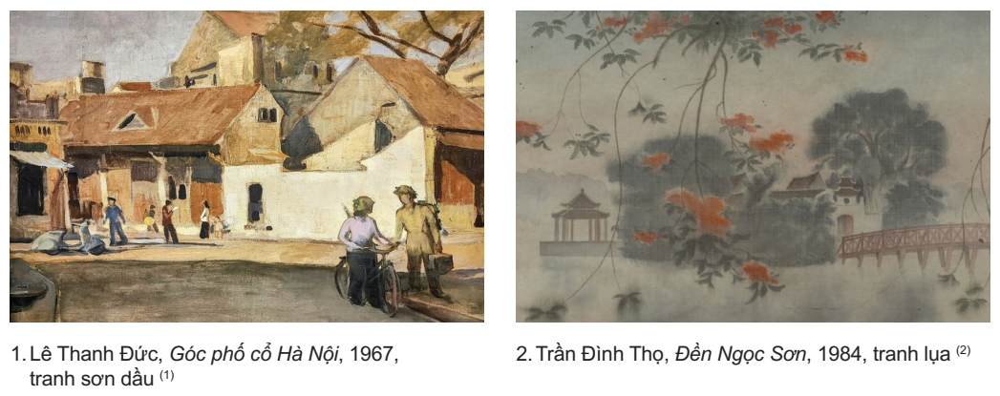 1. Lê Thanh Đức, Góc phố cổ Hà Nội, 1967,
tranh sơn dầu (1)
2. Trần Đình Thọ, Đền Ngọc Sơn, 1984, tranh lụa (2)